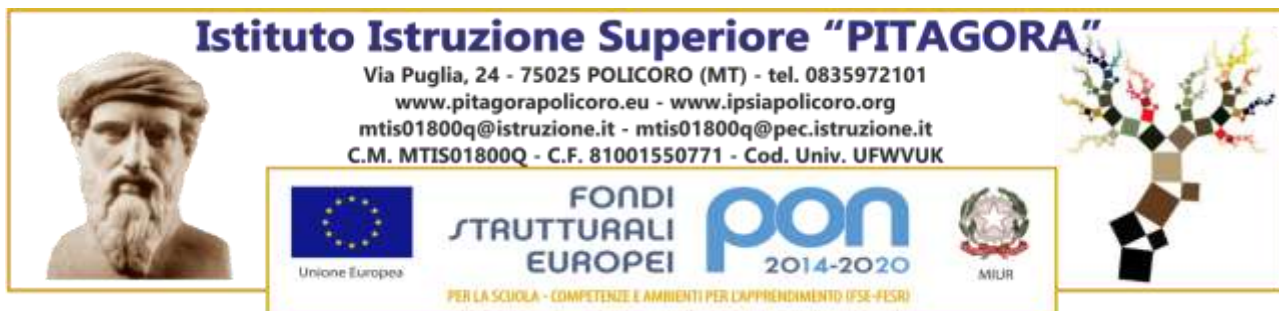 Istituto Istruzione Superiore "PITAGORA"
Via Puglia, 24 - 75025 POLICORO (MT) - tel. 0835972101
www.pitagorapolicoro.eu - www.ipsiapolicoro.org
mtis01800q@istruzione.it - mtis01800q@pec.istruzione.it
C.M. MTIS01800Q - C.F. 81001550771 - Cod. Univ. UFWVUK
Unione Europea
FONDI
STRUTTURALI
EUROPEI
pon
2014-2020
MIUR
PER LA SCUOLA - COMPETENZE E AMBIENTI PER L'APPRENDIMENTO (FSE-FESR)